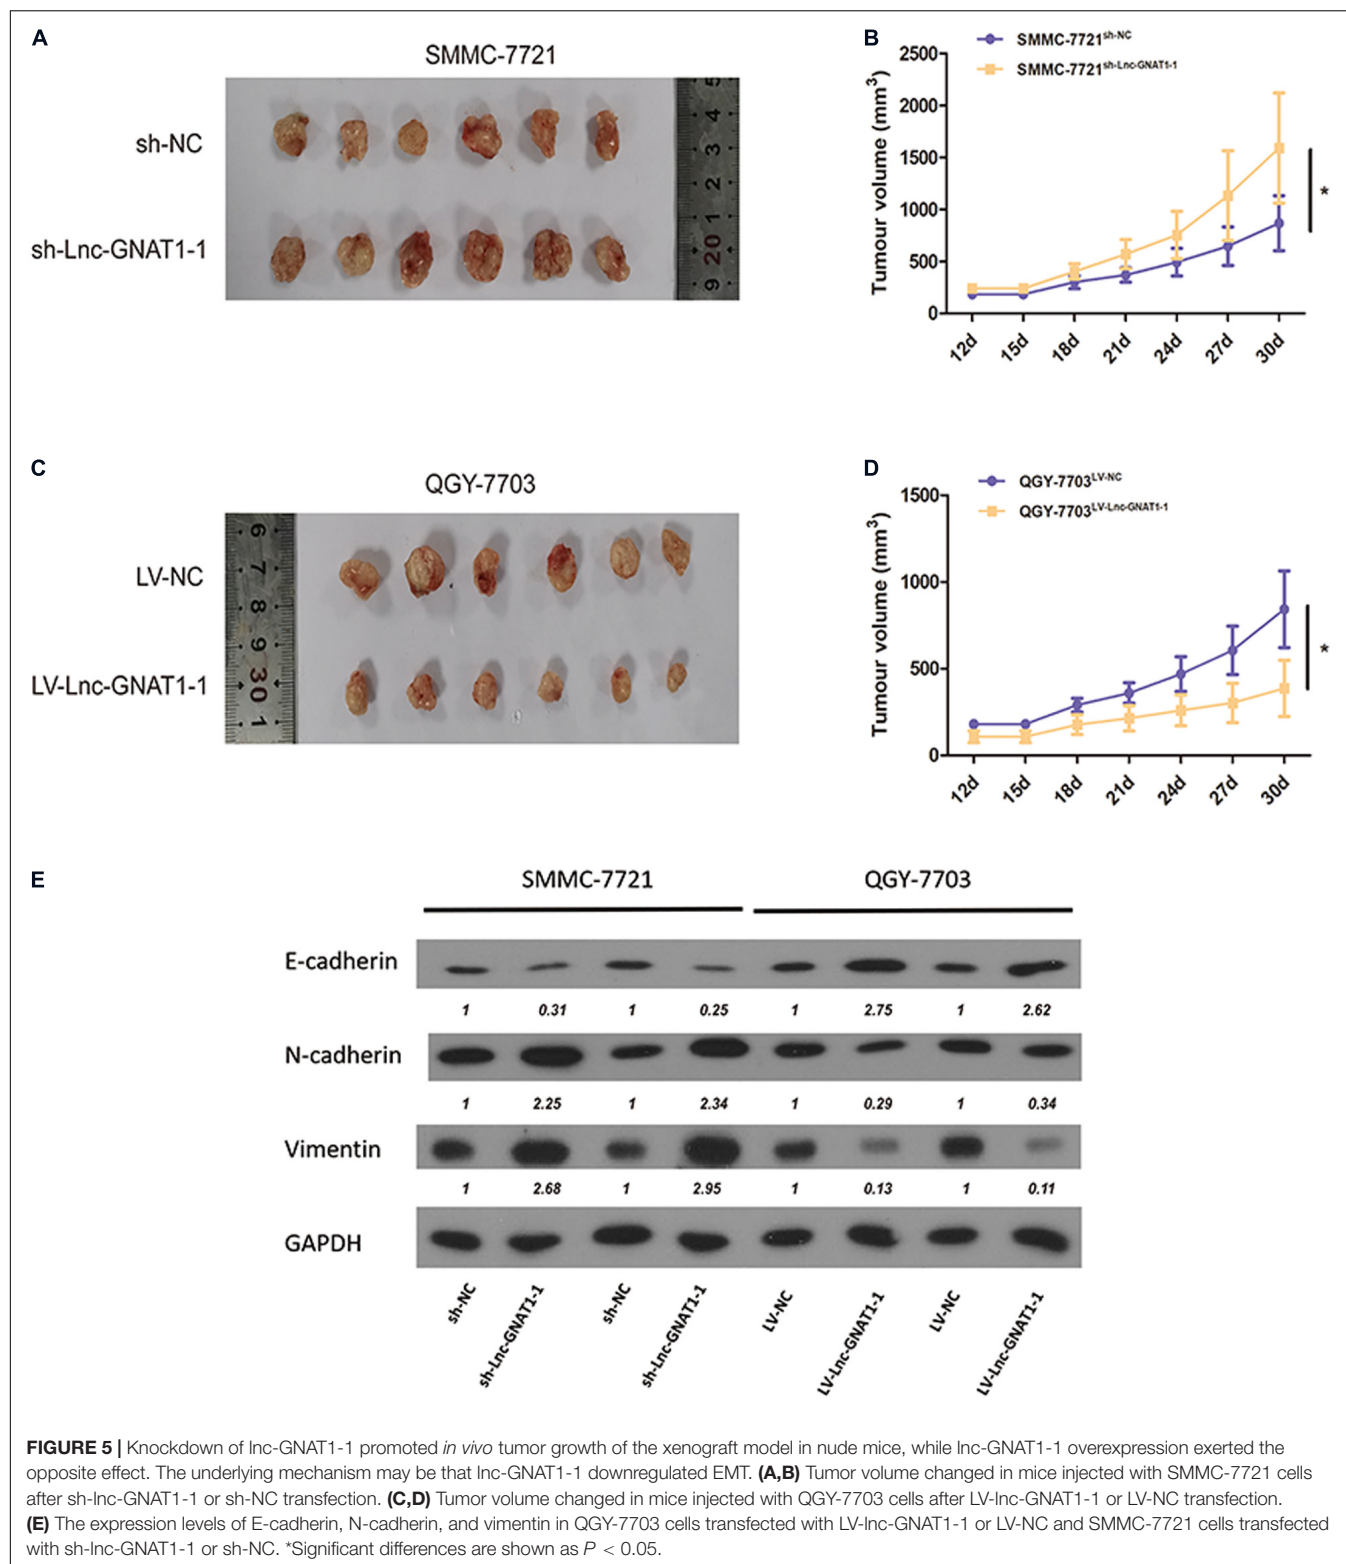 A
SMMC-7721
sh-NC
sh-Lnc-GNAT1-1
5
4
3
2
1
20
9
B
SMMC-7721sh-NC
SMMC-7721sh-Lnc-GNAT1-1
Tumour volume (mm3)
2500
2000
1500
1000
500
0
12d 15d 18d 21d 24d 27d 30d
*
C
QGY-7703
LV-NC
LV-Lnc-GNAT1-1
6
7
8
9
30
1
D
QGY-7703LV-NC
QGY-7703LV-Lnc-GNAT1-1
Tumour volume (mm3)
1500
1000
500
0
12d 15d 18d 21d 24d 27d 30d
*
E
SMMC-7721 QGY-7703
E-cadherin
1 0.31 1 0.25 1 2.75 1 2.62
N-cadherin
1 2.25 1 2.34 1 0.29 1 0.34
Vimentin
1 2.68 1 2.95 1 0.13 1 0.11
GAPDH
sh-NC sh-Lnc-GNAT1-1 sh-NC sh-Lnc-GNAT1-1 LV-NC LV-Lnc-GNAT1-1 LV-NC LV-Lnc-GNAT1-1
FIGURE 5 | Knockdown of lnc-GNAT1-1 promoted in vivo tumor growth of the xenograft model in nude mice, while lnc-GNAT1-1 overexpression exerted the
opposite effect. The underlying mechanism may be that lnc-GNAT1-1 downregulated EMT. (A,B) Tumor volume changed in mice injected with SMMC-7721 cells
after sh-lnc-GNAT1-1 or sh-NC transfection. (C,D) Tumor volume changed in mice injected with QGY-7703 cells after LV-lnc-GNAT1-1 or LV-NC transfection.
(E) The expression levels of E-cadherin, N-cadherin, and vimentin in QGY-7703 cells transfected with LV-lnc-GNAT1-1 or LV-NC and SMMC-7721 cells transfected
with sh-lnc-GNAT1-1 or sh-NC. *Significant differences are shown as P < 0.05.